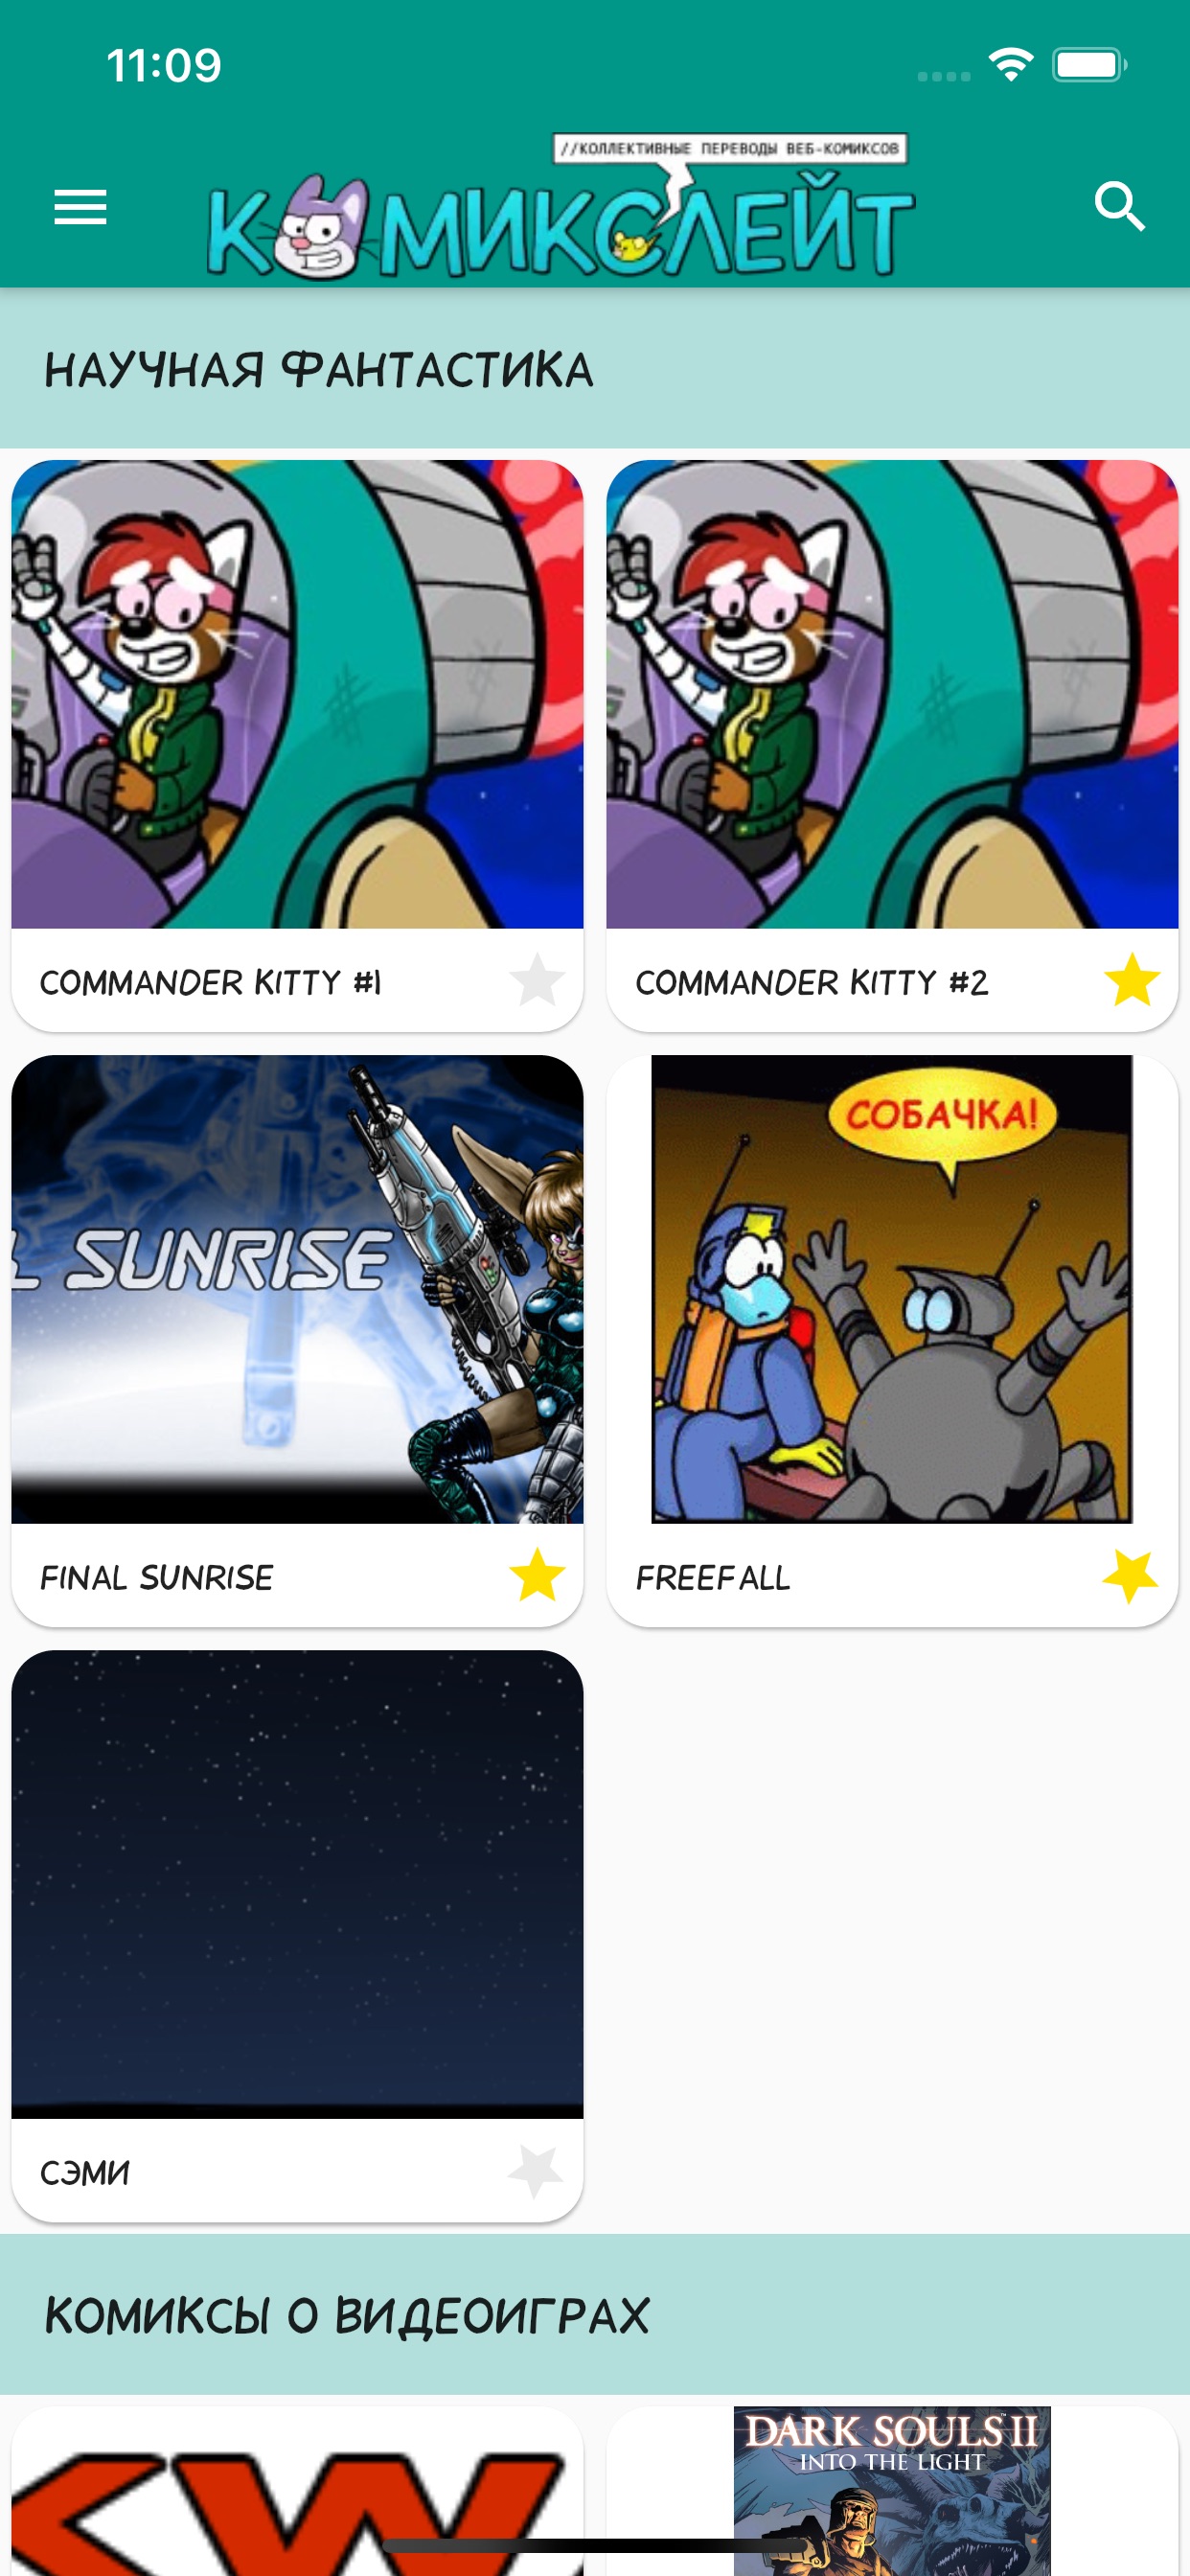 11:09
//КОЛЛЕКТИВНЫЕ ПЕРЕВОДЫ ВЕБ-КОМИКСОВ
КОМИКСЛЕЙТ
НАУЧНАЯ ФАНТАСТИКА
COMMANDER KITTY #1
COMMANDER KITTY #2
L SUNRISE
СОБАЧКА!
FINAL SUNRISE
FREEFALL
СЭМИ
КОМИКСЫ О ВИДЕОИГРАХ
DARK SOULS II
INTO THE LIGHT